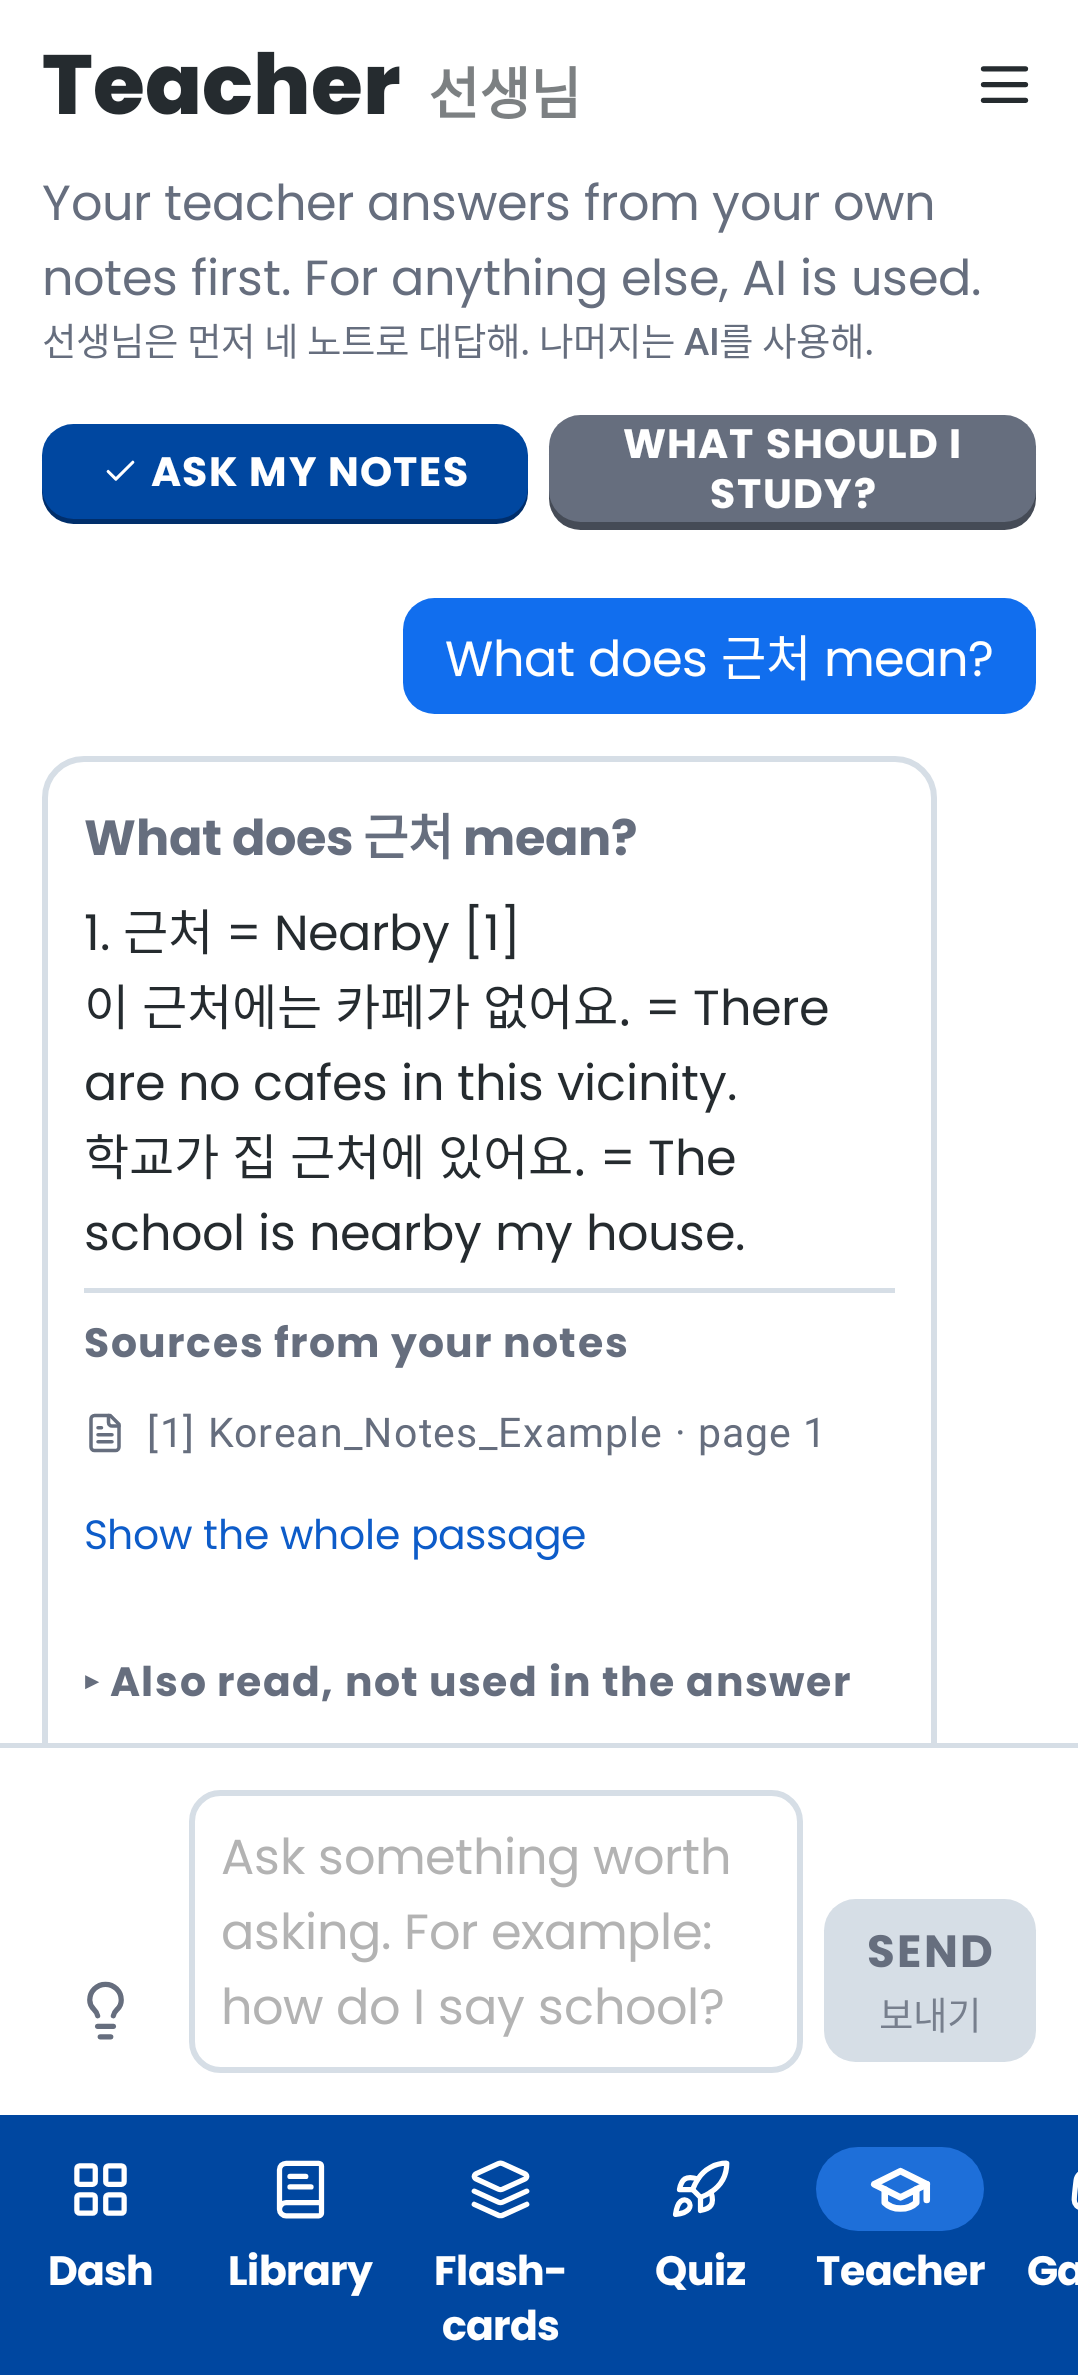 Teacher 선생님
Your teacher answers from your own
notes first. For anything else, AI is used.
선생님은 먼저 네 노트로 대답해. 나머지는 AI를 사용해.
ASK MY NOTES
WHAT SHOULD I
STUDY?
What does 근처 mean?
What does 근처 mean?
1. 근처 = Nearby [1]
이 근처에는 카페가 없어요. = There
are no cafes in this vicinity.
학교가 집 근처에 있어요. = The
school is nearby my house.
Sources from your notes
[1] Korean_Notes_Example · page 1
Show the whole passage
▸ Also read, not used in the answer
Ask something worth
asking. For example:
how do I say school?
SEND
보내기
Dash
Library
Flash-
cards
Quiz
Teacher